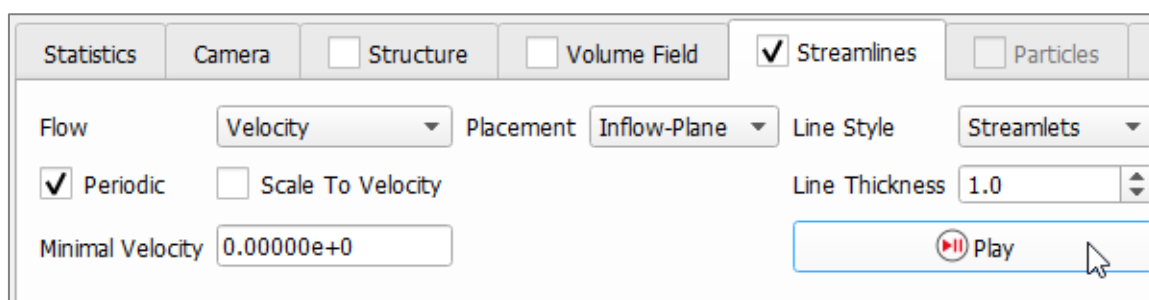 Statistics Camera Structure Volume Field Streamlines Particles
Flow Velocity Placement Inflow-Plane Line Style Streamlets
Periodic Scale To Velocity Line Thickness 1.0
Minimal Velocity 0.00000e+0 Play